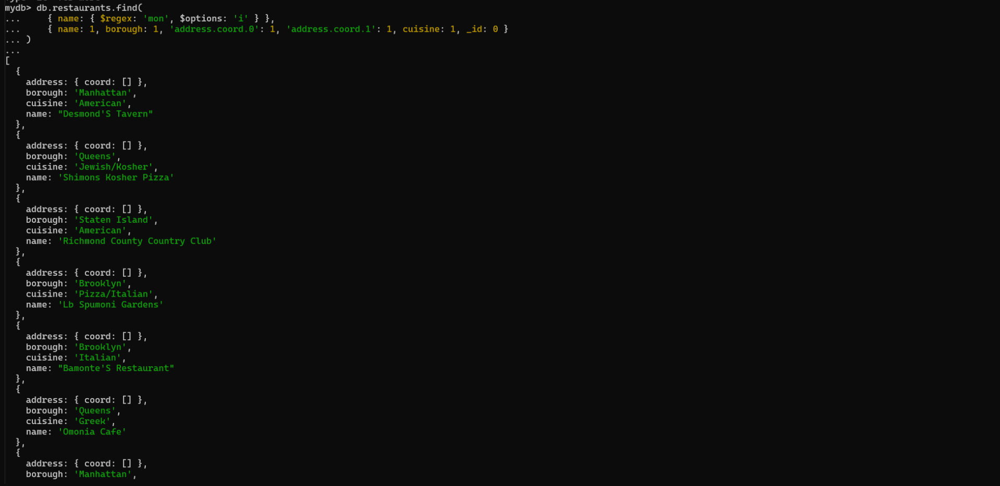 mydb> db.restaurants.find(
...     { name: { $regex: 'mon', $options: 'i' } },
...     { name: 1, borough: 1, 'address.coord.0': 1, 'address.coord.1': 1, cuisine: 1, _id: 0 }
... )
...
[
  {
    address: { coord: [] },
    borough: 'Manhattan',
    cuisine: 'American',
    name: "Desmond'S Tavern"
  },
  {
    address: { coord: [] },
    borough: 'Queens',
    cuisine: 'Jewish/Kosher',
    name: 'Shimons Kosher Pizza'
  },
  {
    address: { coord: [] },
    borough: 'Staten Island',
    cuisine: 'American',
    name: 'Richmond County Country Club'
  },
  {
    address: { coord: [] },
    borough: 'Brooklyn',
    cuisine: 'Pizza/Italian',
    name: 'Lb Spumoni Gardens'
  },
  {
    address: { coord: [] },
    borough: 'Brooklyn',
    cuisine: 'Italian',
    name: "Bamonte'S Restaurant"
  },
  {
    address: { coord: [] },
    borough: 'Queens',
    cuisine: 'Greek',
    name: 'Omonia Cafe'
  },
  {
    address: { coord: [] },
    borough: 'Manhattan',